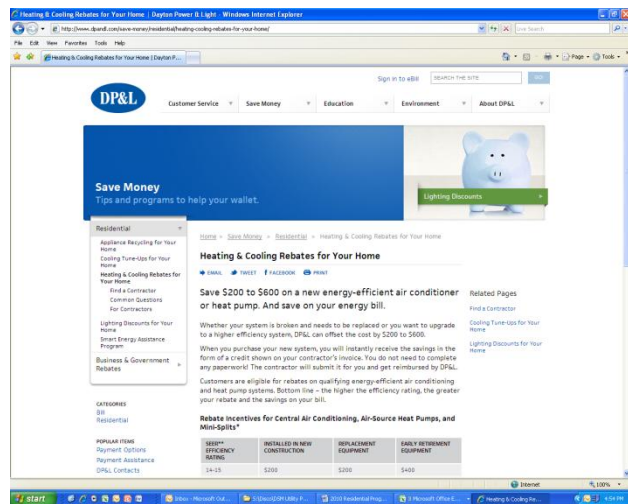 Heating & Cooling Rebates for Your Home | Dayton Power & Light - Windows Internet Explorer
http://www.dpandl.com/save-money/residential/heating-cooling-rebates-for-your-home/
Live Search
File Edit View Favorites Tools Help
Heating & Cooling Rebates for Your Home | Dayton P...
Page Tools
Sign in to eBill
SEARCH THE SITE
GO
DP&L
Customer Service
Save Money
Education
Environment
About DP&L
Save Money
Tips and programs to help your wallet.
Lighting Discounts
Residential
Appliance Recycling for Your
Home
Cooling Tune-Ups for Your
Home
Heating & Cooling Rebates for
Your Home
Find a Contractor
Common Questions
For Contractors
Lighting Discounts for Your
Home
Smart Energy Assistance
Program
Business & Government
Rebates
CATEGORIES
Bill
Residential
POPULAR ITEMS
Payment Options
Payment Assistance
DP&L Contacts
Home » Save Money » Residential » Heating & Cooling Rebates for Your Home
Heating & Cooling Rebates for Your Home
EMAIL TWEET FACEBOOK PRINT
Save $200 to $600 on a new energy-efficient air conditioner
or heat pump. And save on your energy bill.
Whether your system is broken and needs to be replaced or you want to upgrade
to a higher efficiency system, DP&L can offset the cost by $200 to $600.
When you purchase your new system, you will instantly receive the savings in the
form of a credit shown on your contractor's invoice. You do not need to complete
any paperwork! The contractor will submit it for you and get reimbursed by DP&L.
Customers are eligible for rebates on qualifying energy-efficient air conditioning
and heat pump systems. Bottom line – the higher the efficiency rating, the greater
your rebate and the savings on your bill.
Rebate Incentives for Central Air Conditioning, Air-Source Heat Pumps, and
Mini-Splits*
SEER** EFFICIENCY RATING
INSTALLED IN NEW CONSTRUCTION
REPLACEMENT EQUIPMENT
EARLY RETIREMENT EQUIPMENT
14-15 $200 $200 $400
Related Pages
Find a Contractor
Cooling Tune-Ups for Your
Home
Lighting Discounts for Your
Home
Internet
100%
start
Inbox - Microsoft Out...
2010 Residential Prog...
3 Microsoft Office E...
Heating & Cooling Re...
4:54 PM